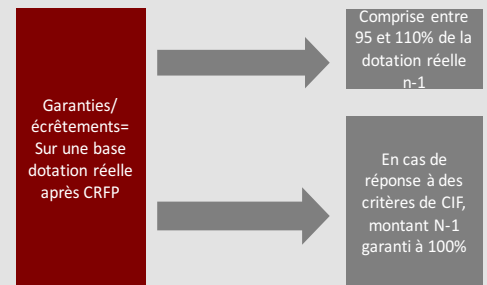 Garanties/
écrêtements=
Sur une base
dotation réelle
après CRFP
Comprise entre
95 et 110% de la
dotation réelle
n-1
En cas de
réponse à des
critères de CIF,
montant N-1
garanti à 100%